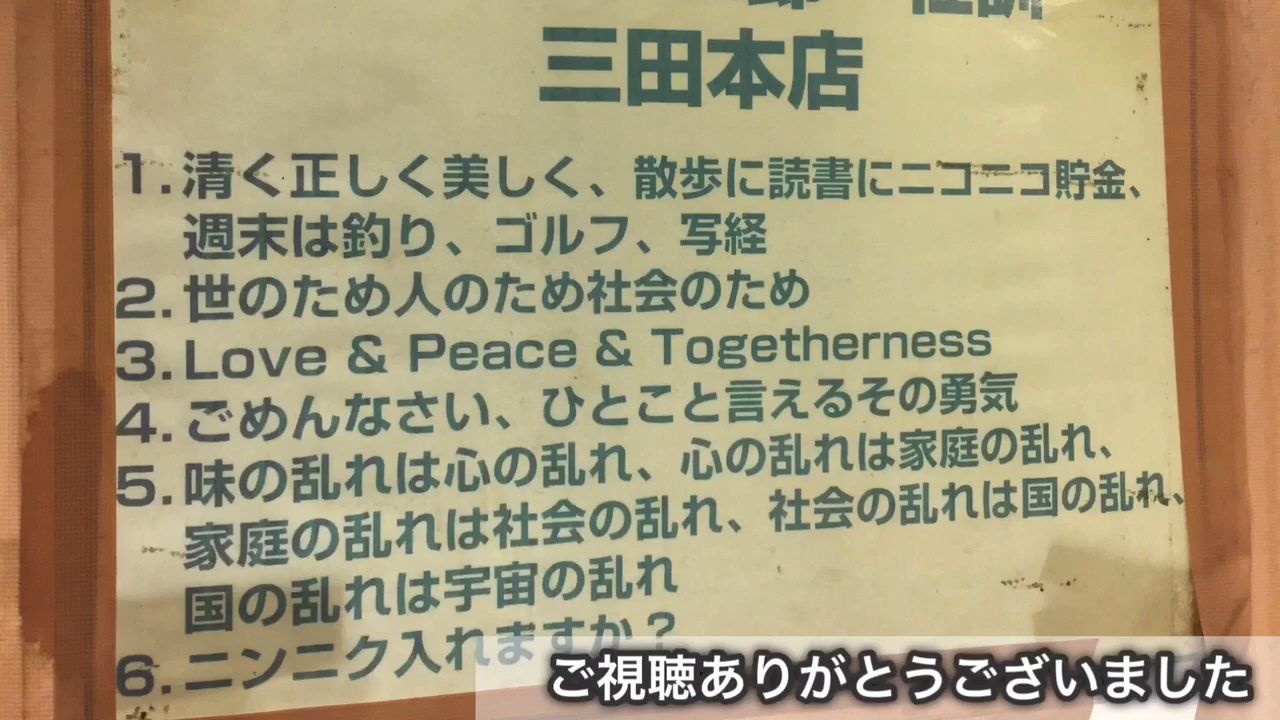 三田本店
1.清く正しく美しく、散歩に読書にニコニコ貯金、
週末は釣り、ゴルフ、写経
2.世のため人のため社会のため
3.Love & Peace & Togetherness
4.ごめんなさい、ひとこと言えるその勇気
5.味の乱れは心の乱れ、心の乱れは家庭の乱れ、
家庭の乱れは社会の乱れ、社会の乱れは国の乱れ、
国の乱れは宇宙の乱れ
6.ニンニク入れますか?
ご視聴ありがとうございました